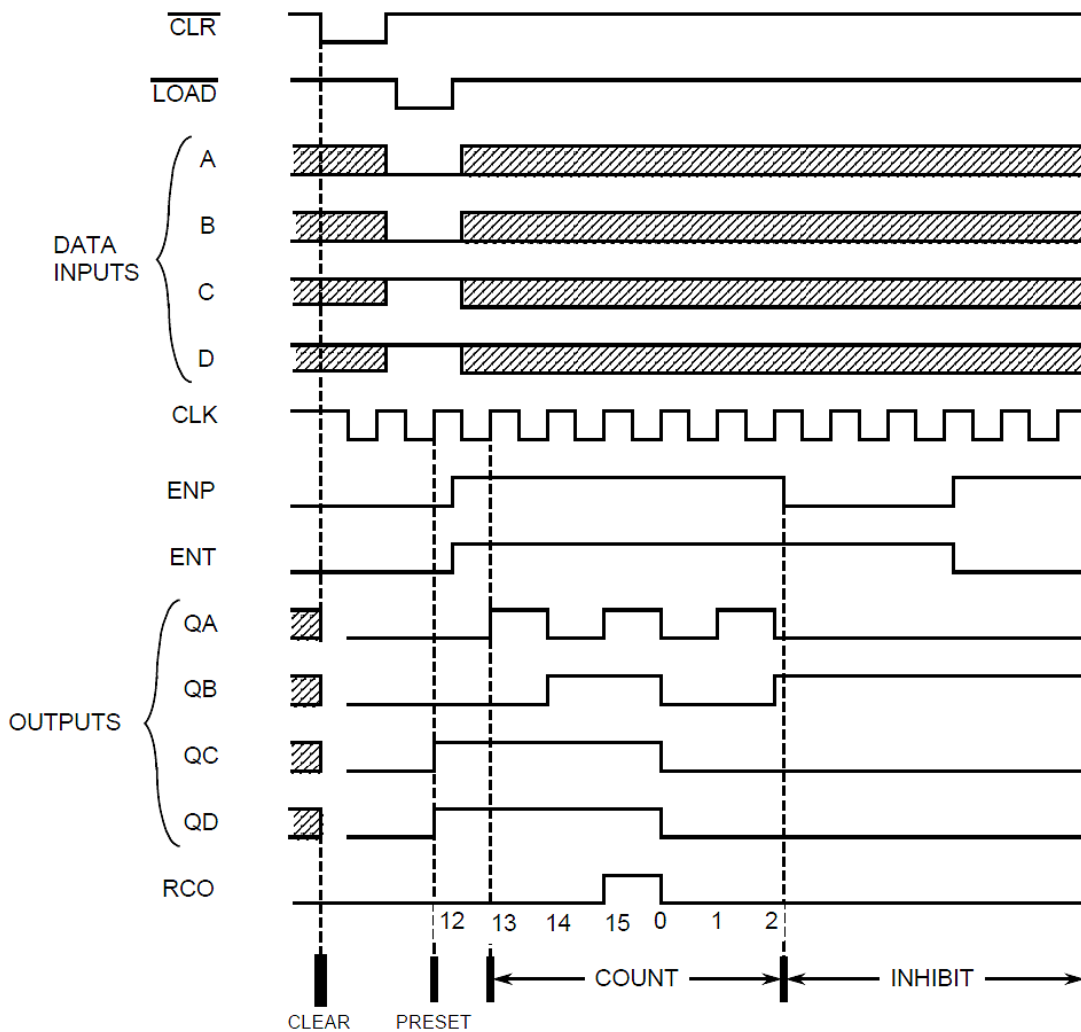 CLR
LOAD
A
B
DATA
INPUTS
C
D
CLK
ENP
ENT
QA
QB
OUTPUTS
QC
QD
RCO
12 13 14 15 0 1 2
COUNT INHIBIT
CLEAR PRESET